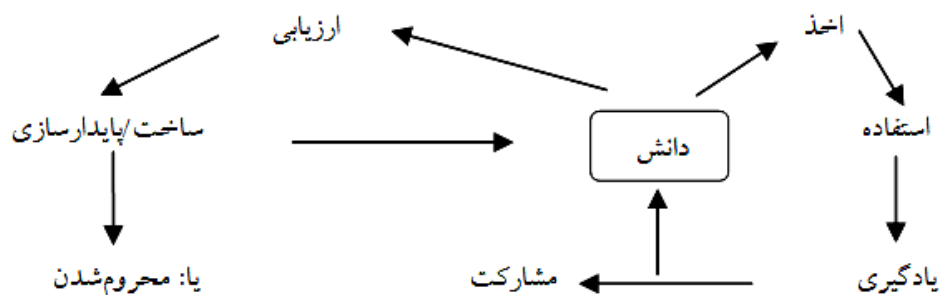 اخذ
ارزیابی
استفاده
دانش
ساخت/پایدارسازی
یادگیری
مشارکت
یا: محروم‌شدن